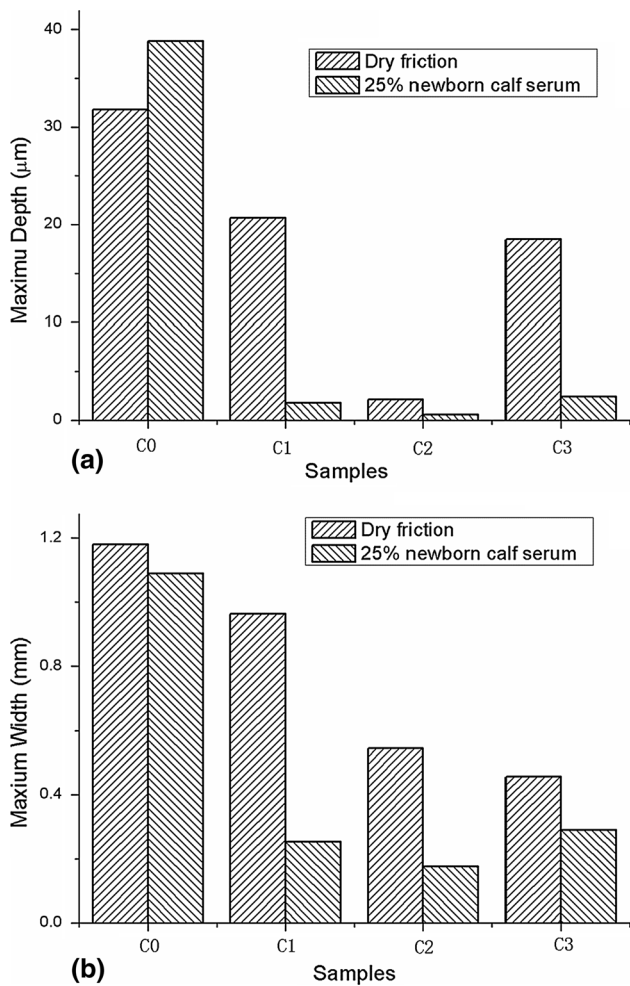 40
Dry friction
25% newborn calf serum
30
20
10
0
Maximu Depth (μm)
C0 C1 C2 C3
(a)
Samples
1.2
Dry friction
25% newborn calf serum
0.8
0.4
0.0
Maxium Width (mm)
C0 C1 C2 C3
(b)
Samples